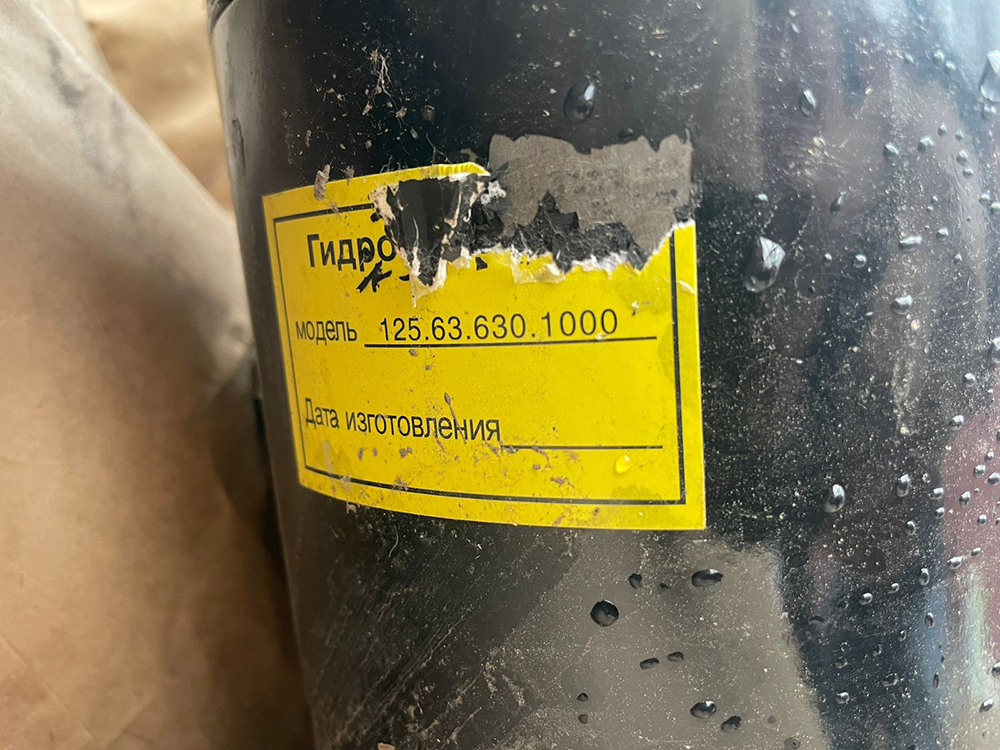 модель 125.63.630.1000
Дата изготовления